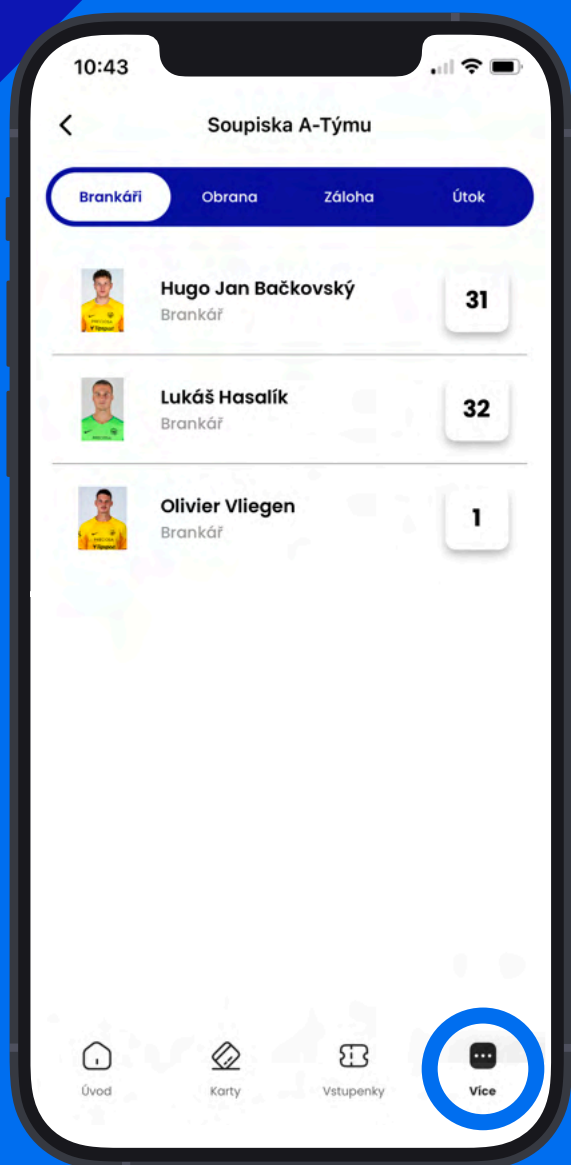 10:43
Soupiska A-Týmu
Brankáři Obrana Záloha Útok
Hugo Jan Bačkovský
Brankář
31
Lukáš Hasalík
Brankář
32
Olivier Vliegen
Brankář
1
Úvod Karty Vstupenky Více